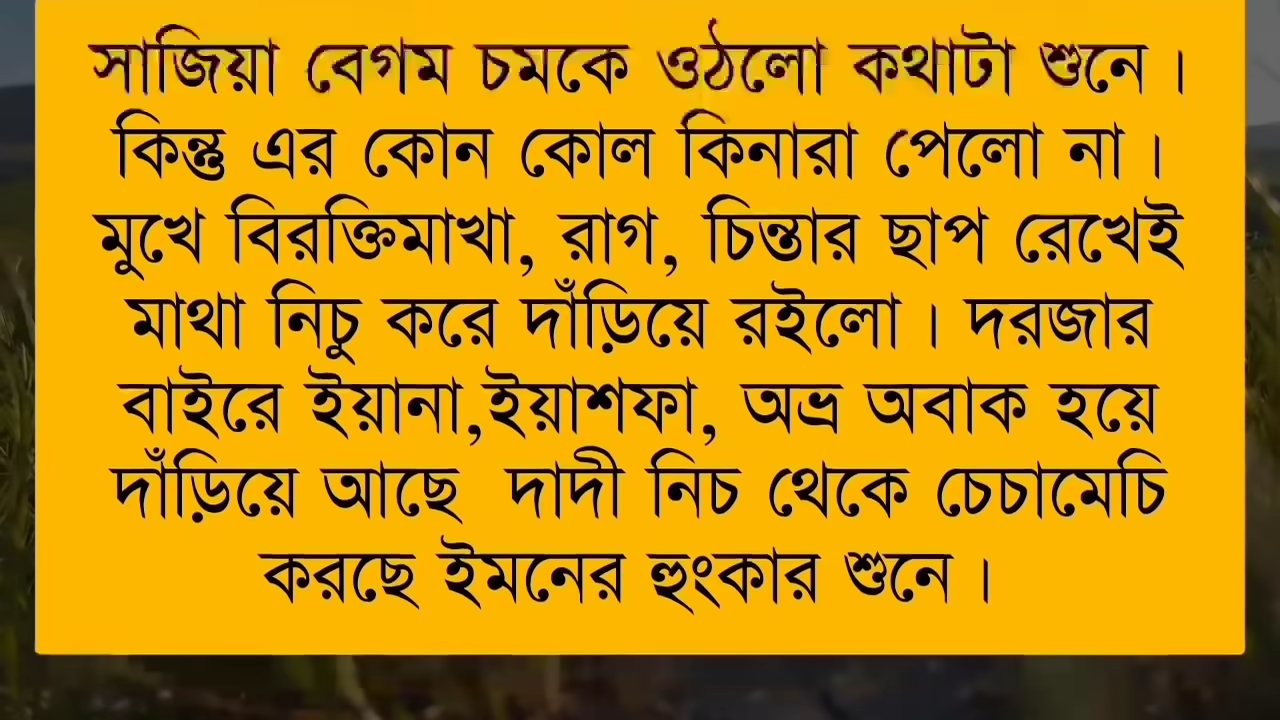 সাজিয়া বেগম চমকে ওঠলো কথাটা শুনে।
কিন্তু এর কোন কোল কিনারা পেলো না।
মুখে বিরক্তিমাখা, রাগ, চিন্তার ছাপ রেখেই
মাথা নিচু করে দাঁড়িয়ে রইলো। দরজার
বাইরে ইয়ানা,ইয়াশফা, অভ্র অবাক হয়ে
দাঁড়িয়ে আছে  দাদী নিচ থেকে চেচামেচি
করছে ইমনের হুংকার শুনে।